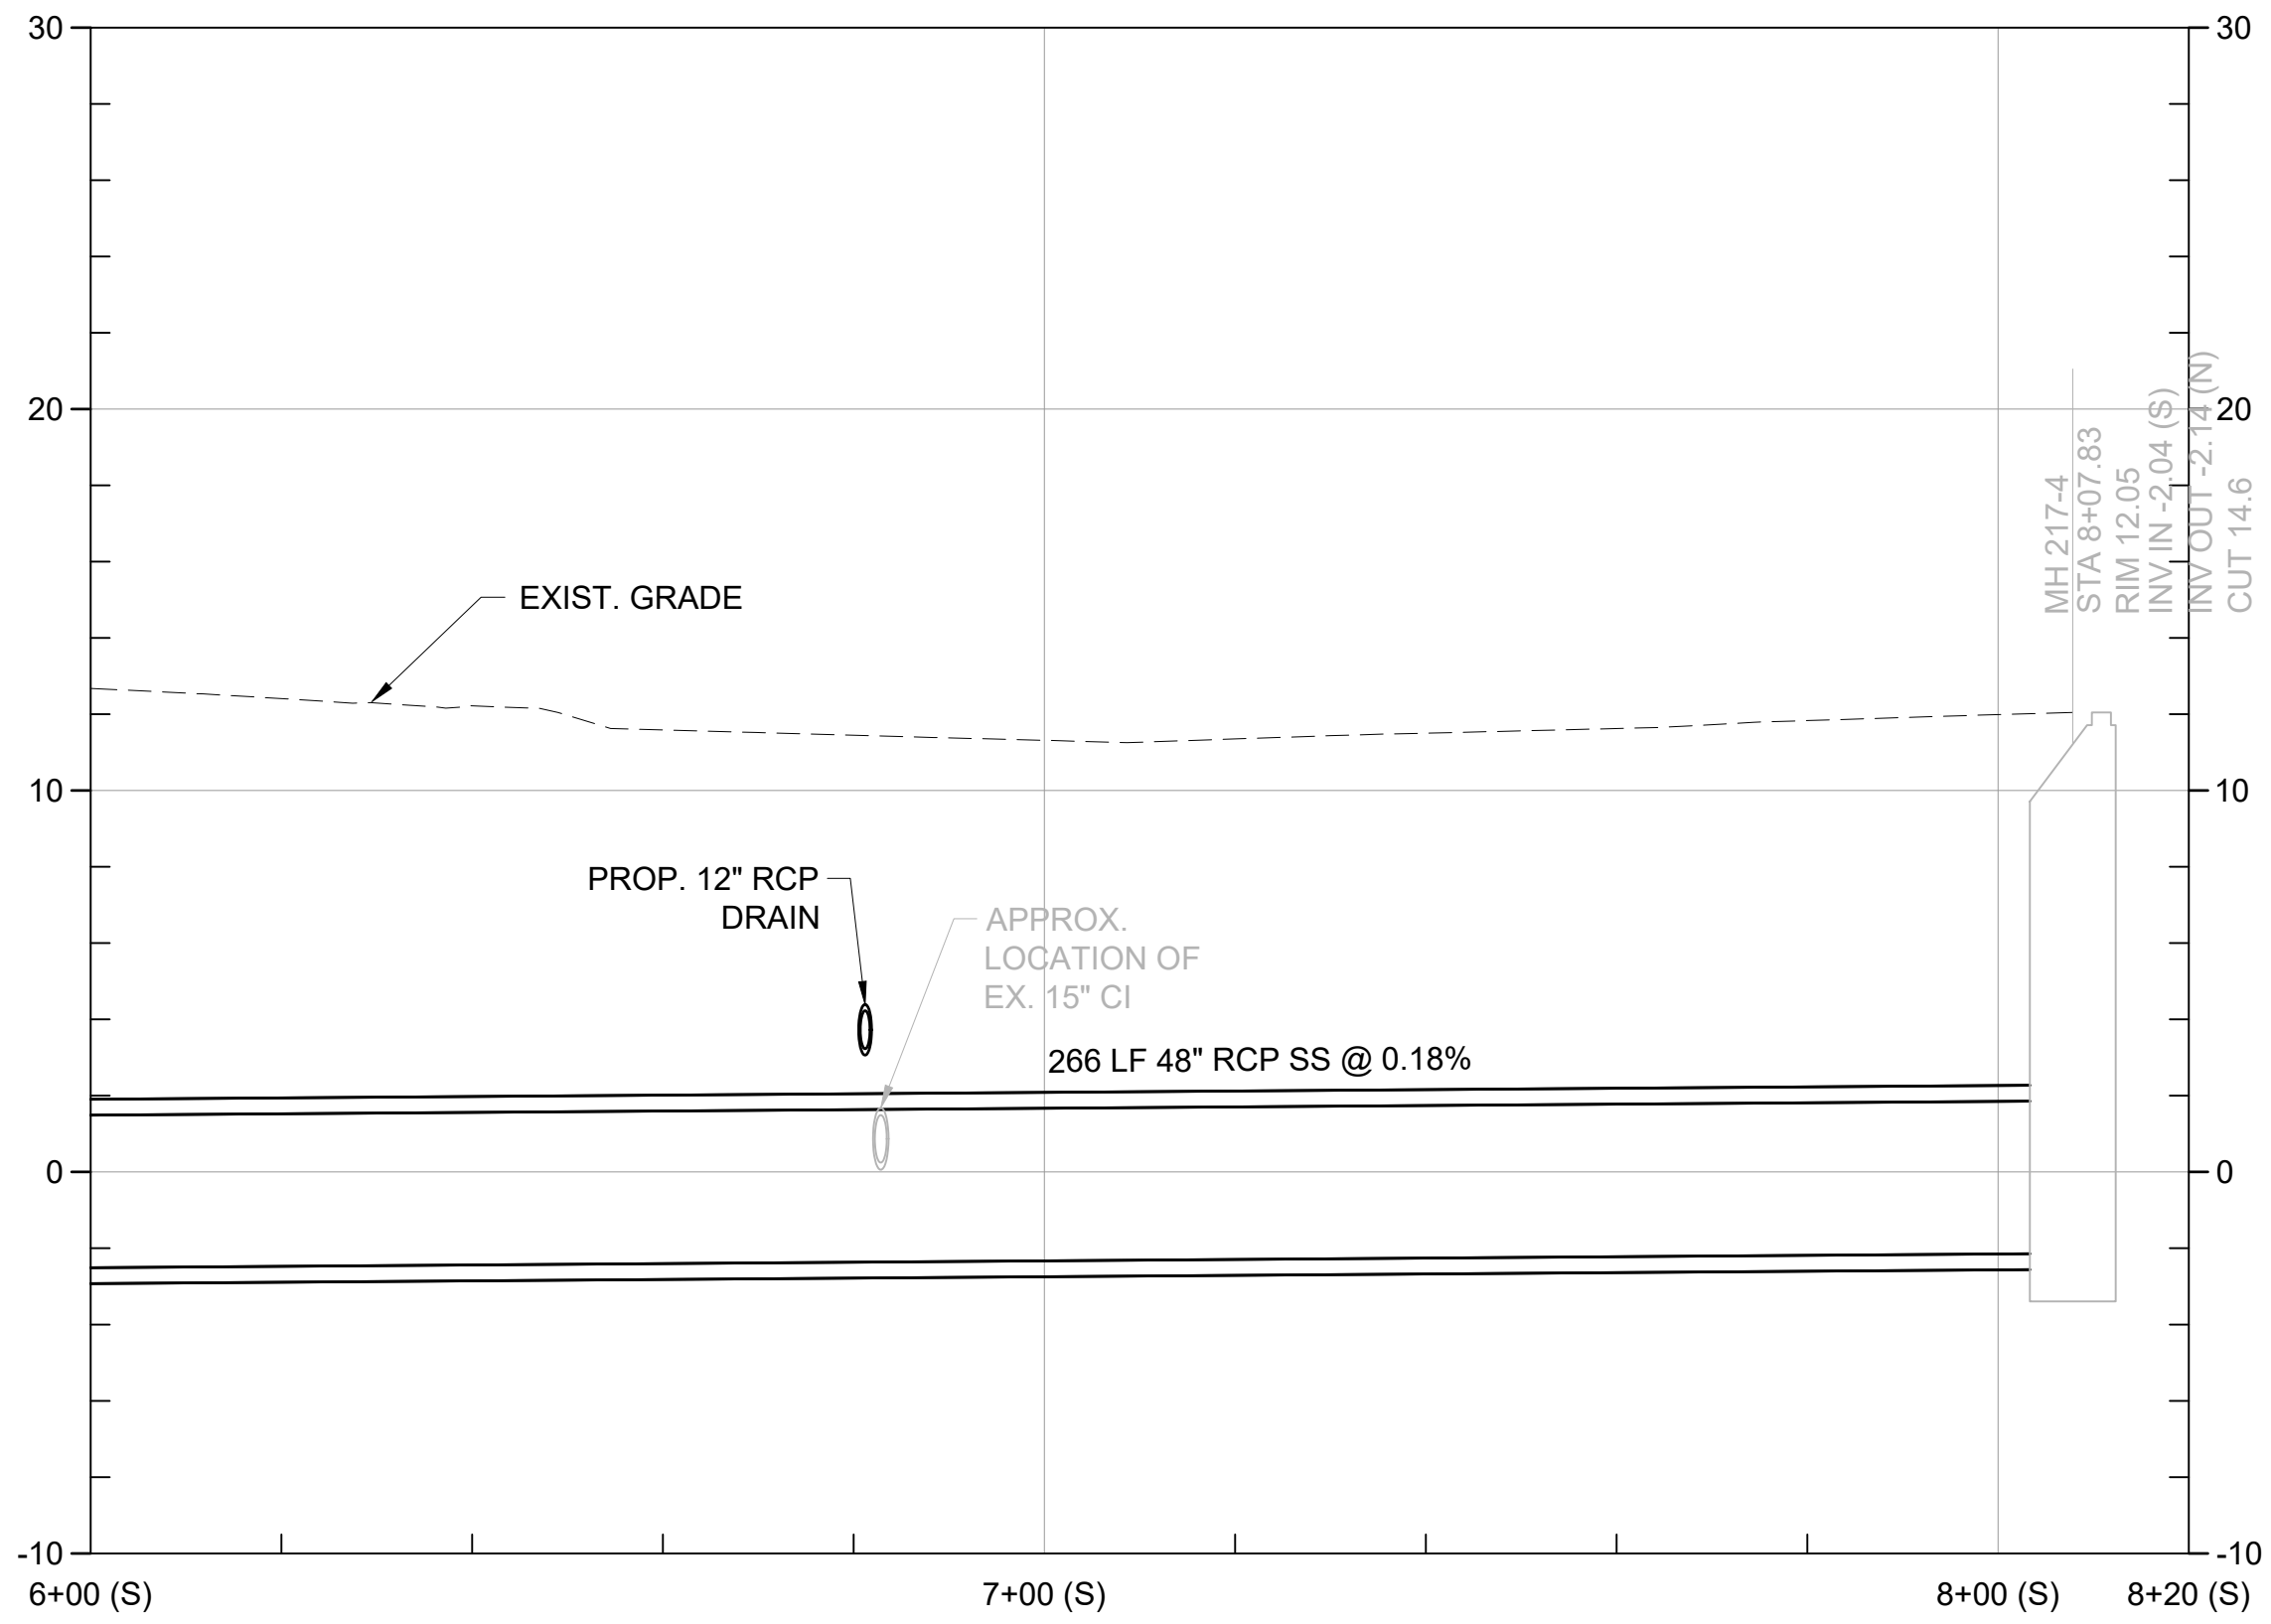 30
30
20
20
10
10
0
0
-10
-10
MH 217-4
STA 8+07.83
RIM 12.05
INV IN -2.04 (S)
INV OUT -2.14 (N)
CUT 14.6
EXIST. GRADE
PROP. 12" RCP
DRAIN
APPROX.
LOCATION OF
EX. 15" CI
266 LF 48" RCP SS @ 0.18%
6+00 (S)
7+00 (S)
8+00 (S)
8+20 (S)